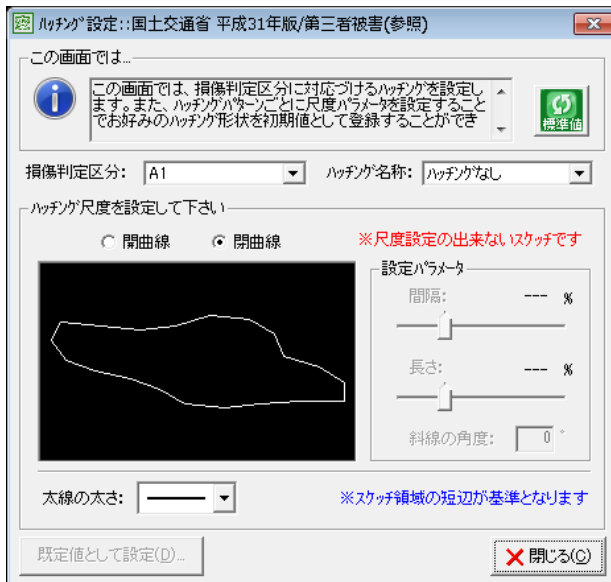 ﾊｯﾁﾝｸﾞ設定::国土交通省 平成31年版/第三者被害(参照)
この画面では...
この画面では、損傷判定区分に対応づけるﾊｯﾁﾝｸﾞを設定し
ます。また、ﾊｯﾁﾝｸﾞﾊﾟﾀｰﾝごとに尺度ﾊﾟﾗﾒｰﾀを設定すること
でお好みのﾊｯﾁﾝｸﾞ形状を初期値として登録することができ
標準値
損傷判定区分: A1 ﾊｯﾁﾝｸﾞ名称: ﾊｯﾁﾝｸﾞなし
ﾊｯﾁﾝｸﾞ尺度を設定して下さい
開曲線 閉曲線 ※尺度設定の出来ないｽｹｯﾁです
設定ﾊﾟﾗﾒｰﾀ
間隔: --- %
長さ: --- %
斜線の角度: 0 °
太線の太さ: ※ｽｹｯﾁ領域の短辺が基準となります
既定値として設定(D)... 閉じる(C)